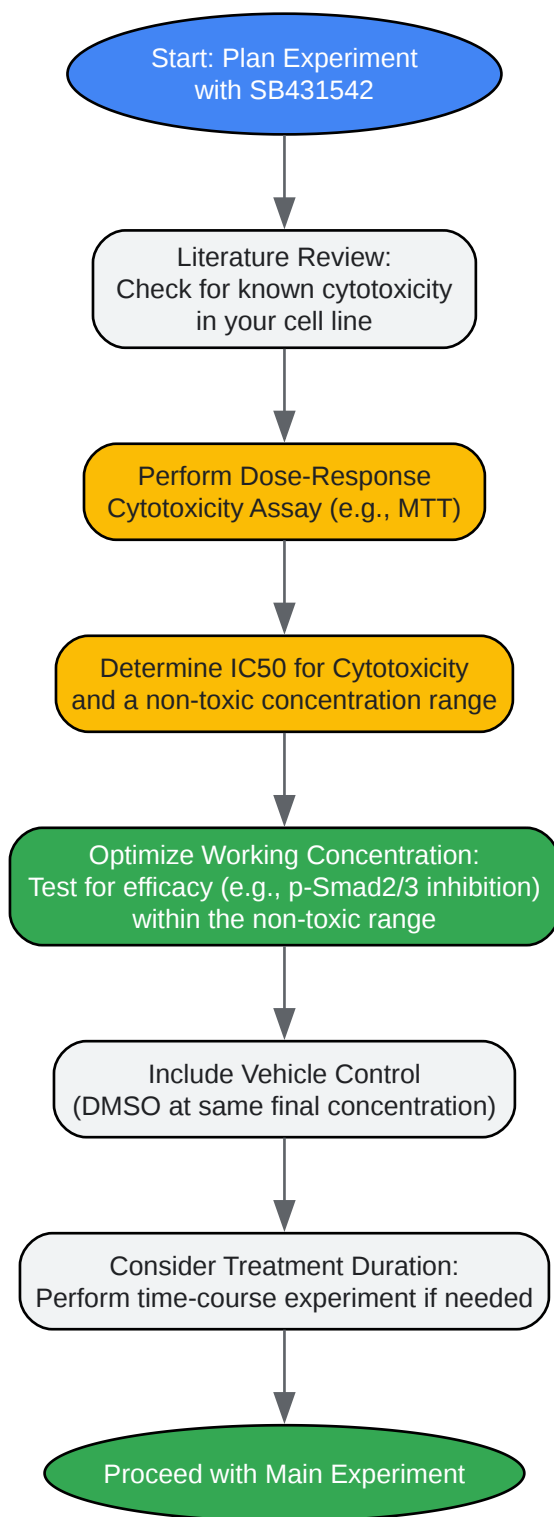 Start: Plan Experiment
with SB431542
Literature Review:
Check for known cytotoxicity
in your cell line
Perform Dose-Response
Cytotoxicity Assay (e.g., MTT)
Determine IC50 for Cytotoxicity
and a non-toxic concentration range
Optimize Working Concentration:
Test for efficacy (e.g., p-Smad2/3 inhibition)
within the non-toxic range
Include Vehicle Control
(DMSO at same final concentration)
Consider Treatment Duration:
Perform time-course experiment if needed
Proceed with Main Experiment